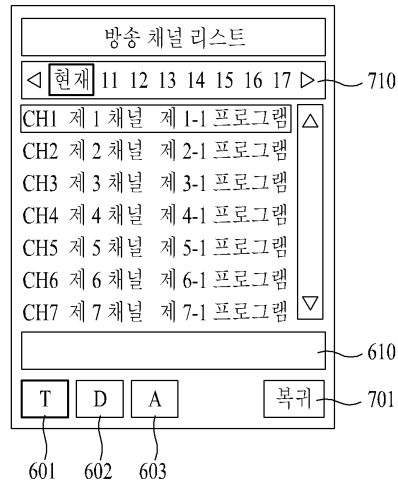 방송 채널 리스트
◁ 현재 11 12 13 14 15 16 17 ▷ 710
CH1 제 1 채널 제 1-1 프로그램 △
CH2 제 2 채널 제 2-1 프로그램
CH3 제 3 채널 제 3-1 프로그램
CH4 제 4 채널 제 4-1 프로그램
CH5 제 5 채널 제 5-1 프로그램
CH6 제 6 채널 제 6-1 프로그램
CH7 제 7 채널 제 7-1 프로그램 ▽
610
T D A 복귀 701
601 602 603